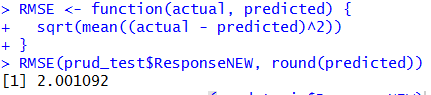 > RMSE <- function(actual, predicted) {
+   sqrt(mean((actual - predicted)^2))
+ }
> RMSE(prud_test$ResponseNEW, round(predicted))
[1] 2.001092